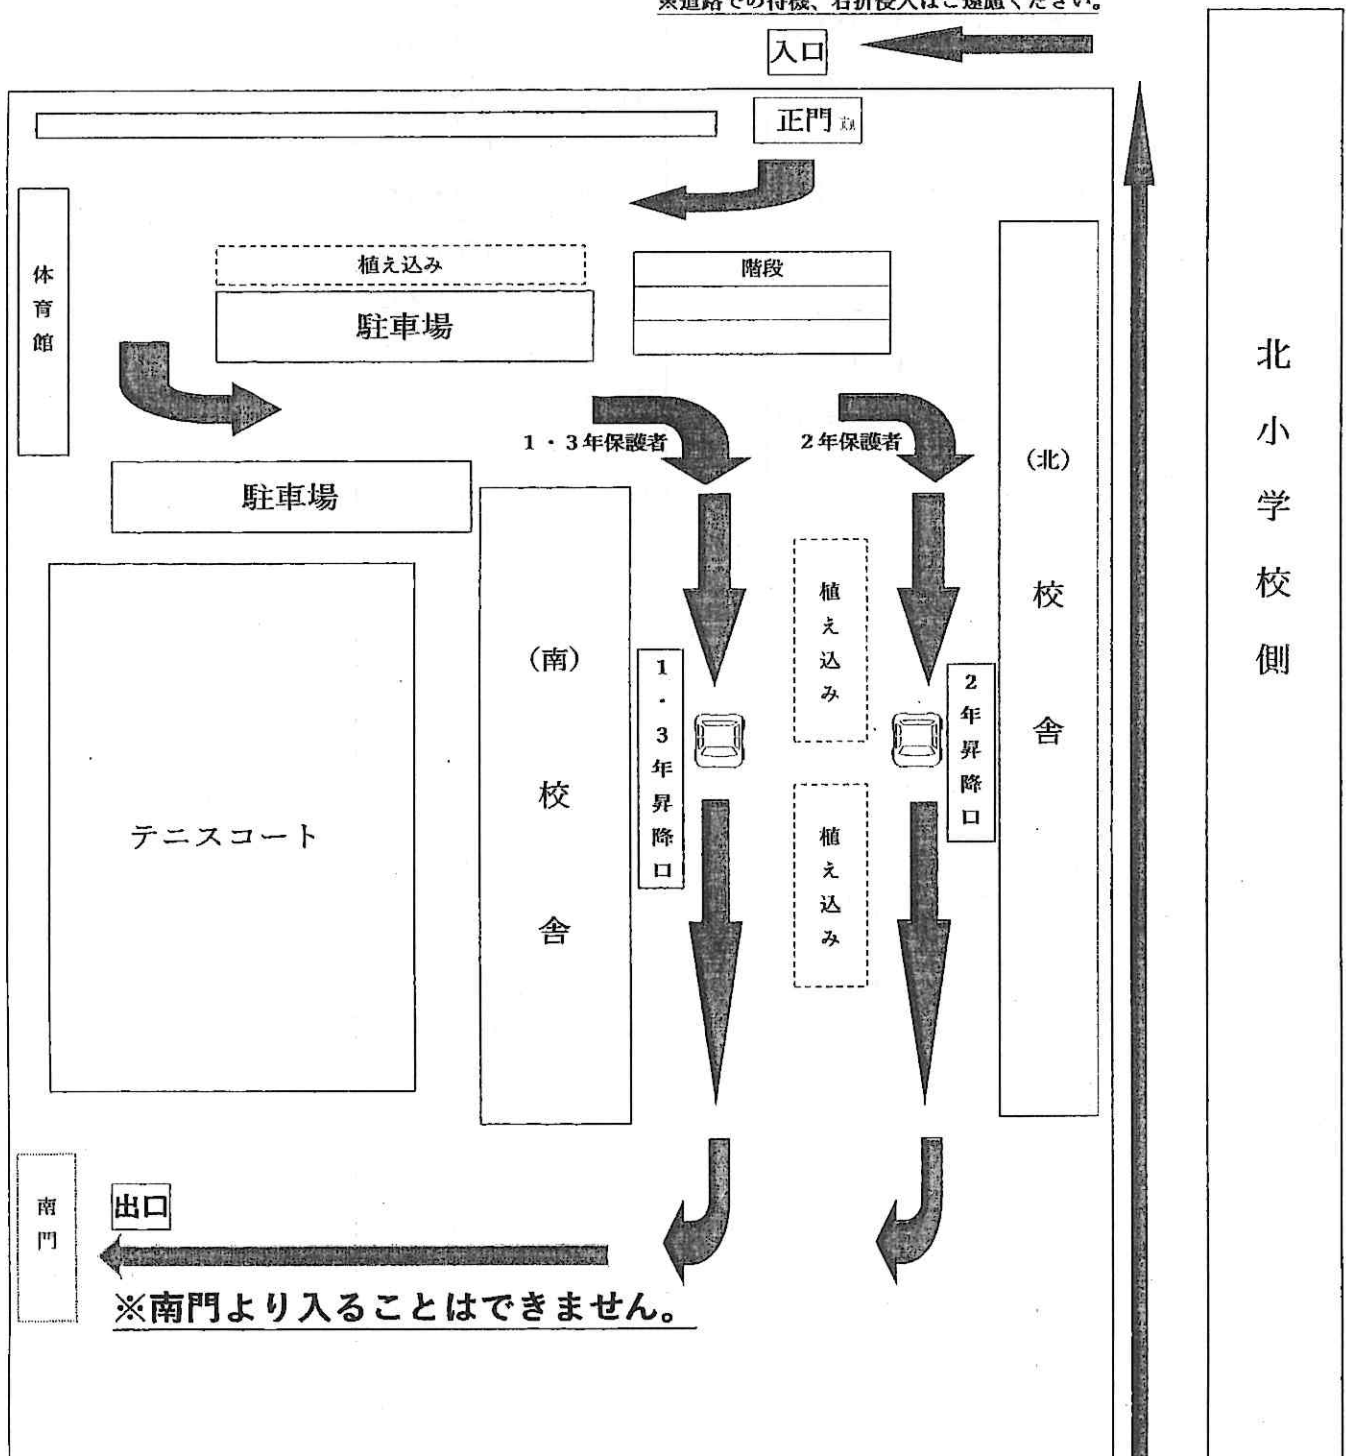 ※道路での待機、右折侵入はご遠慮ください。
入口
正門
体育館
植え込み
駐車場
階段
1・3年保護者
2年保護者
駐車場
(北)校舎
北小学校側
(南)校舎
植え込み
1・3年昇降口
2年昇降口
テニスコート
植え込み
南門
出口
※南門より入ることはできません。